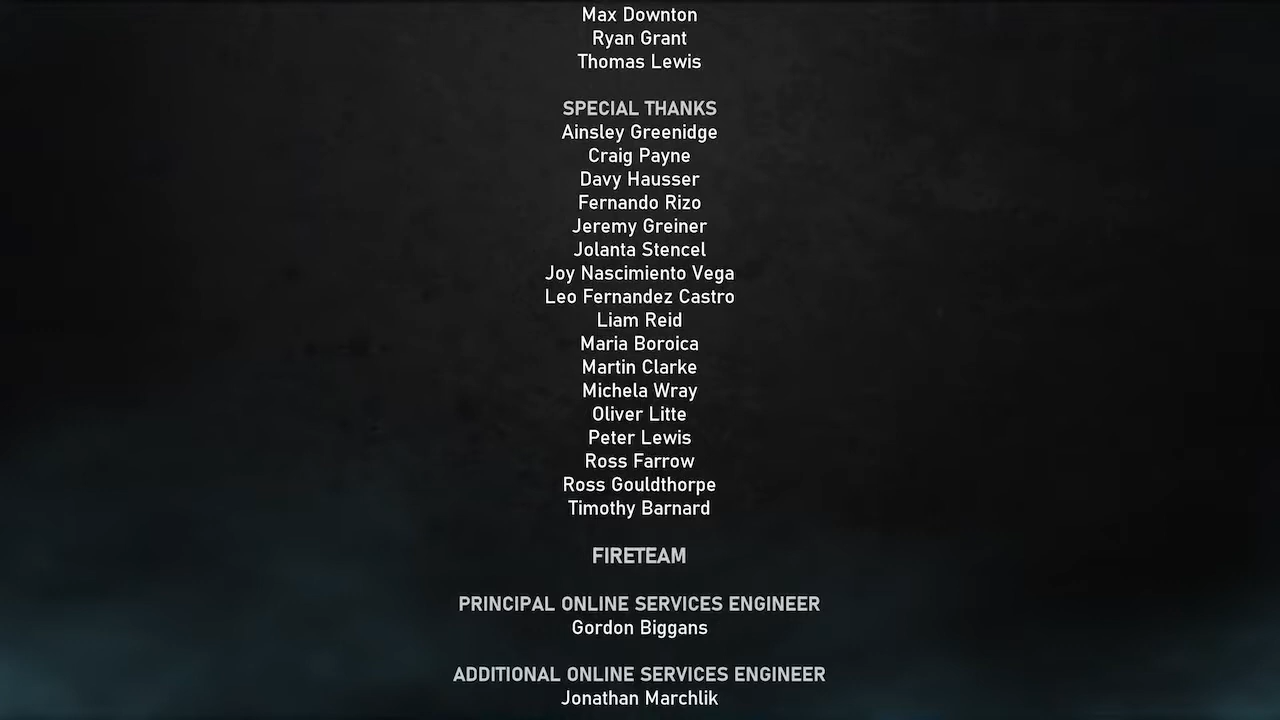 Max Downton
Ryan Grant
Thomas Lewis
SPECIAL THANKS
Ainsley Greenidge
Craig Payne
Davy Hausser
Fernando Rizo
Jeremy Greiner
Jolanta Stencel
Joy Nascimiento Vega
Leo Fernandez Castro
Liam Reid
Maria Boroica
Martin Clarke
Michela Wray
Oliver Litte
Peter Lewis
Ross Farrow
Ross Gouldthorpe
Timothy Barnard
FIRETEAM
PRINCIPAL ONLINE SERVICES ENGINEER
Gordon Biggans
ADDITIONAL ONLINE SERVICES ENGINEER
Jonathan Marchlik